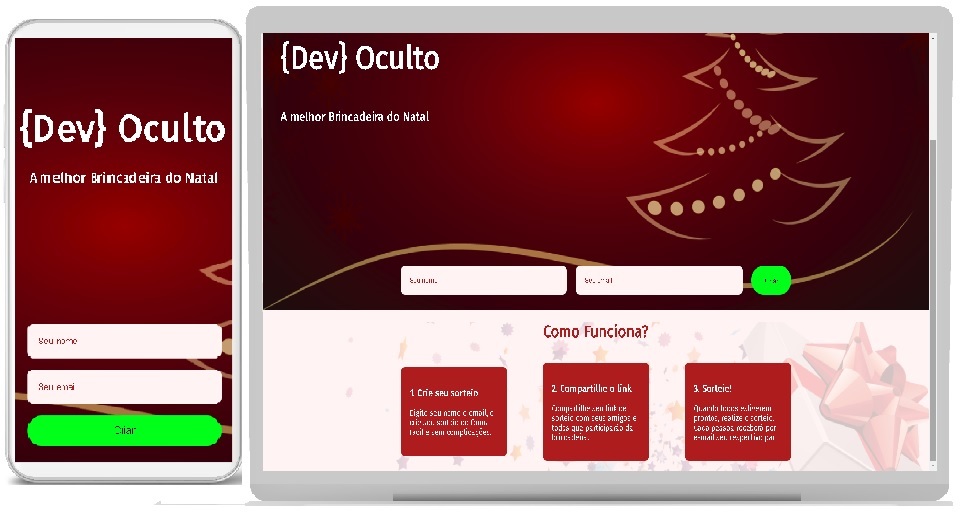 {Dev} Oculto
A melhor Brincadeira do Natal
Seu nome
Seu email
Criar
{Dev} Oculto
A melhor Brincadeira do Natal
Seu nome
Seu email
Criar
Como Funciona?
1. Crie seu sorteio
Digite seu nome e email, e
crie seu sorteio de forma
fácil e sem complicações.
2. Compartilhe o link
Compartilhe seu link de
sorteio com seus amigos e
todos que participarão da
brincadeira.
3. Sorteie!
Quando todos estiverem
prontos, realize o sorteio.
Cada pessoa receberá por
e-mail seu respectivo par